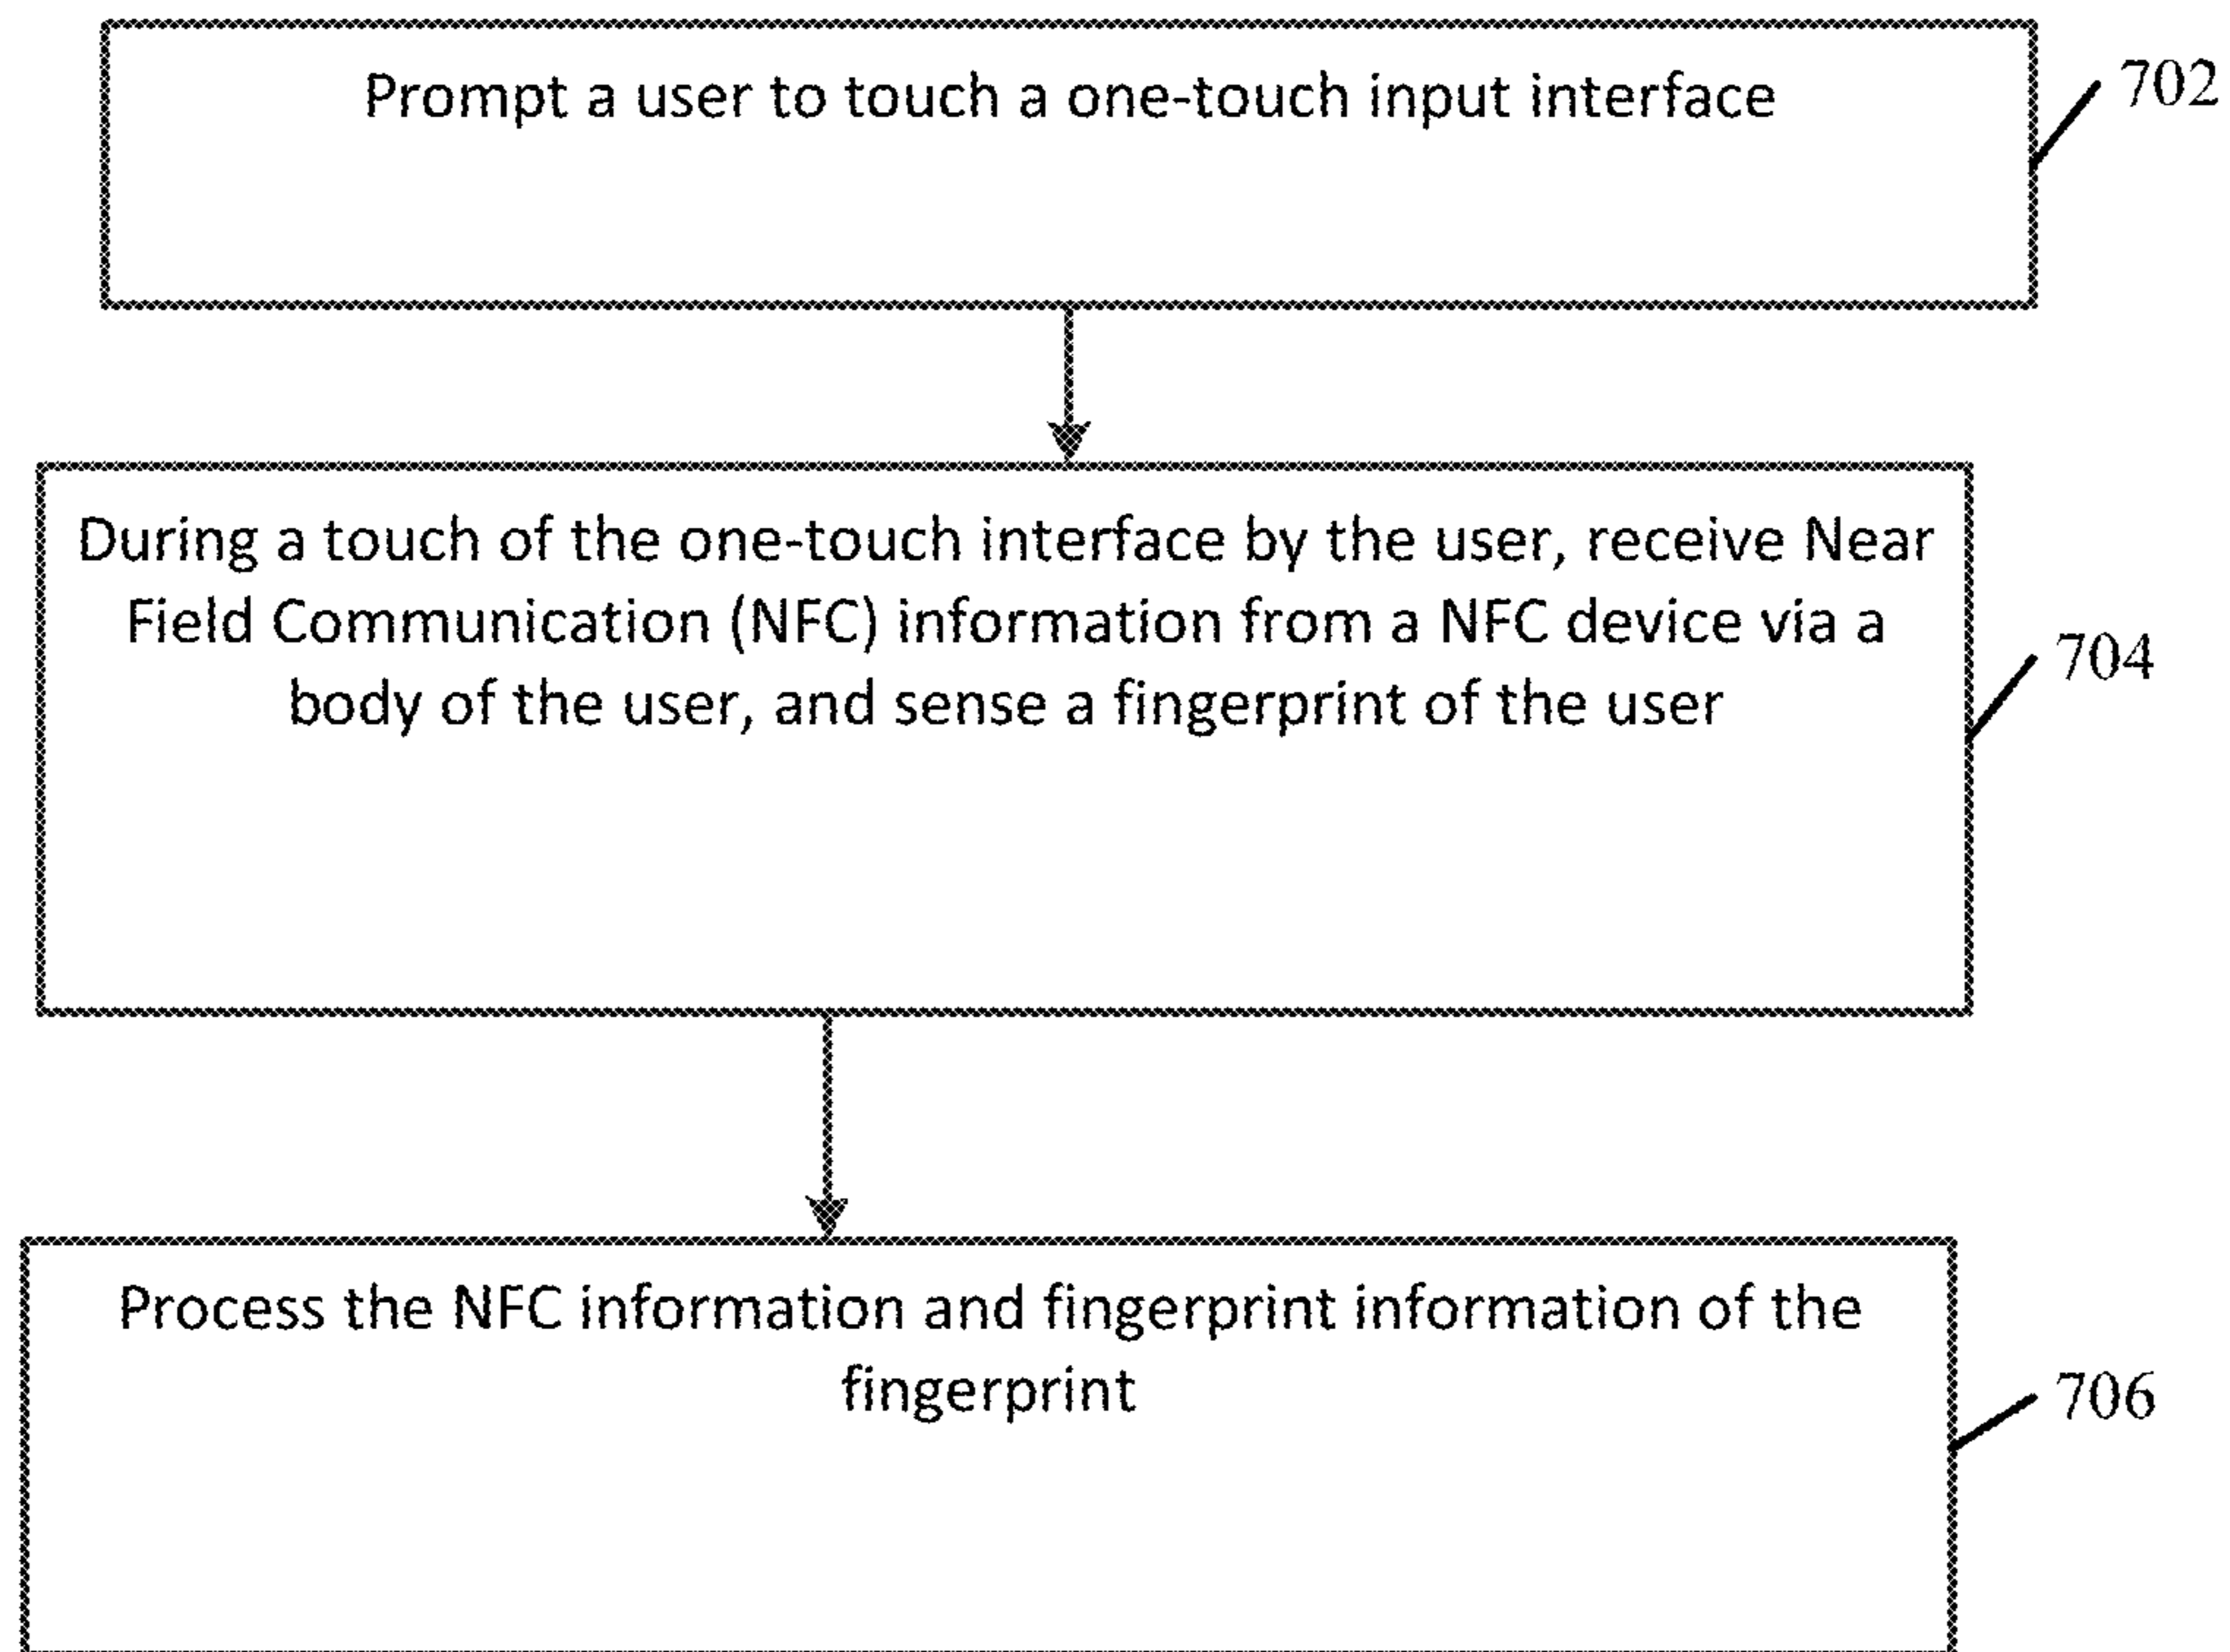 Prompt a user to touch a one-touch input interface
702
During a touch of the one-touch interface by the user, receive Near
Field Communication (NFC) information from a NFC device via a
body of the user, and sense a fingerprint of the user
704
Process the NFC information and fingerprint information of the
fingerprint
706